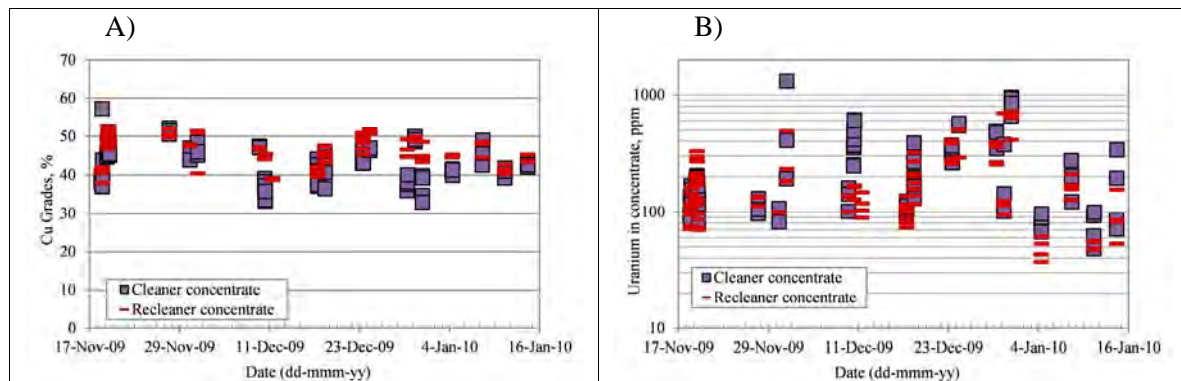 A)
70
60
50
40
30
20
10
0
Cu Grades, %
Cleaner concentrate
Recleaner concentrate
17-Nov-09 29-Nov-09 11-Dec-09 23-Dec-09 4-Jan-10 16-Jan-10
Date (dd-mmm-yy)
B)
1000
100
10
Uranium in concentrate, ppm
Cleaner concentrate
Recleaner concentrate
17-Nov-09 29-Nov-09 11-Dec-09 23-Dec-09 4-Jan-10 16-Jan-10
Date (dd-mmm-yy)